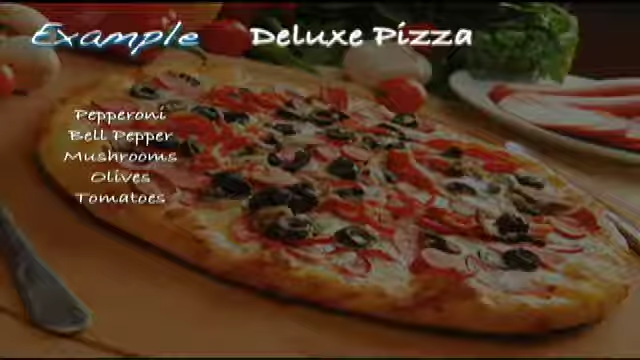 Example Deluxe Pizza
Pepperoni
Bell Pepper
Mushrooms
Olives
Tomatoes